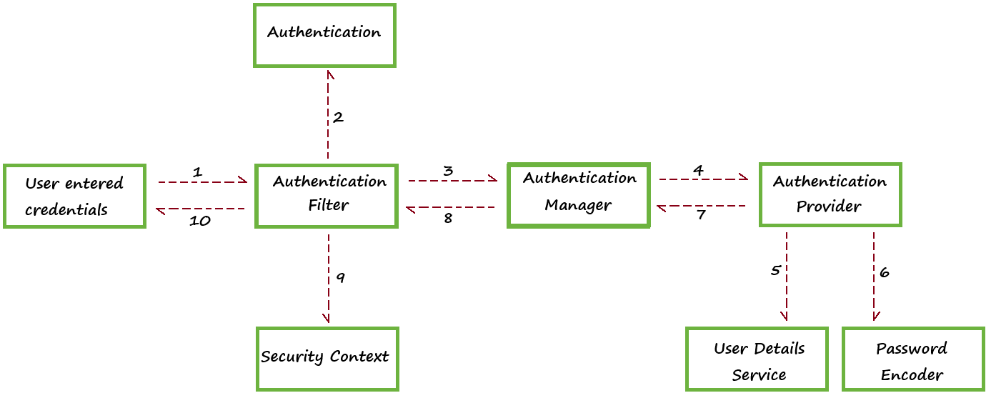 Authentication
2
User entered
credentials
1
10
Authentication
Filter
3
8
Authentication
Manager
4
7
Authentication
Provider
9
5
6
Security Context
User Details
Service
Password
Encoder